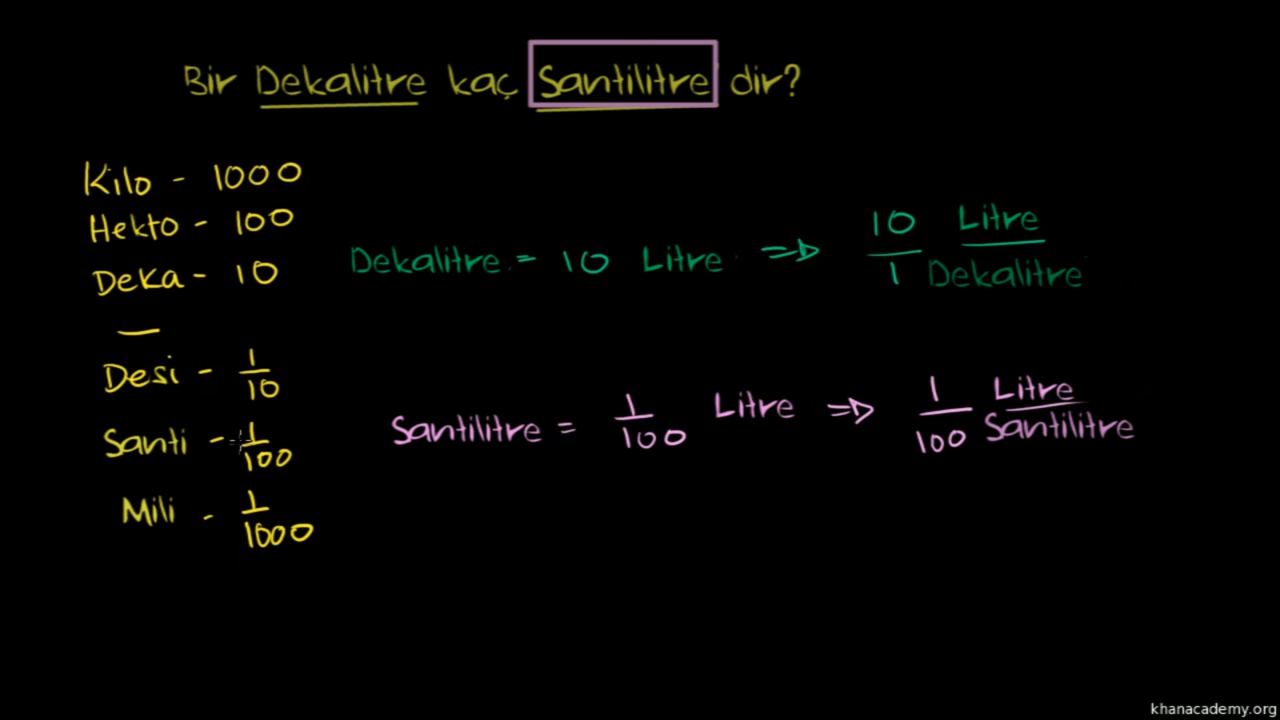 Bir Dekalitre kaç Santilitre dir?
Kilo - 1000
Hekto - 100
Deka - 10
Desi - 1/10
Santi - 1/100
Mili - 1/1000
Dekalitre = 10 Litre ⇒ 10/1 Litre/Dekalitre
Santilitre = 1/100 Litre ⇒ 1/100 Litre/Santilitre
khanacademy.org